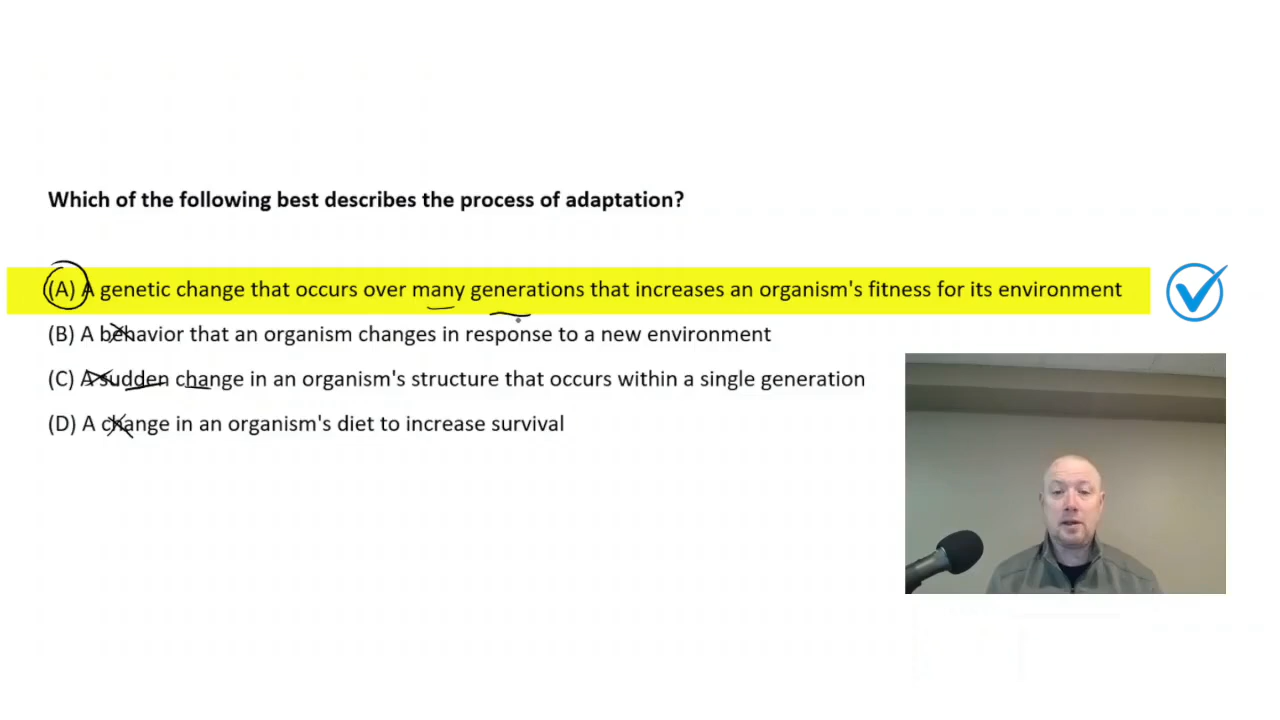 Which of the following best describes the process of adaptation?
(A) A genetic change that occurs over many generations that increases an organism's fitness for its environment
(B) A behavior that an organism changes in response to a new environment
(C) A sudden change in an organism's structure that occurs within a single generation
(D) A change in an organism's diet to increase survival